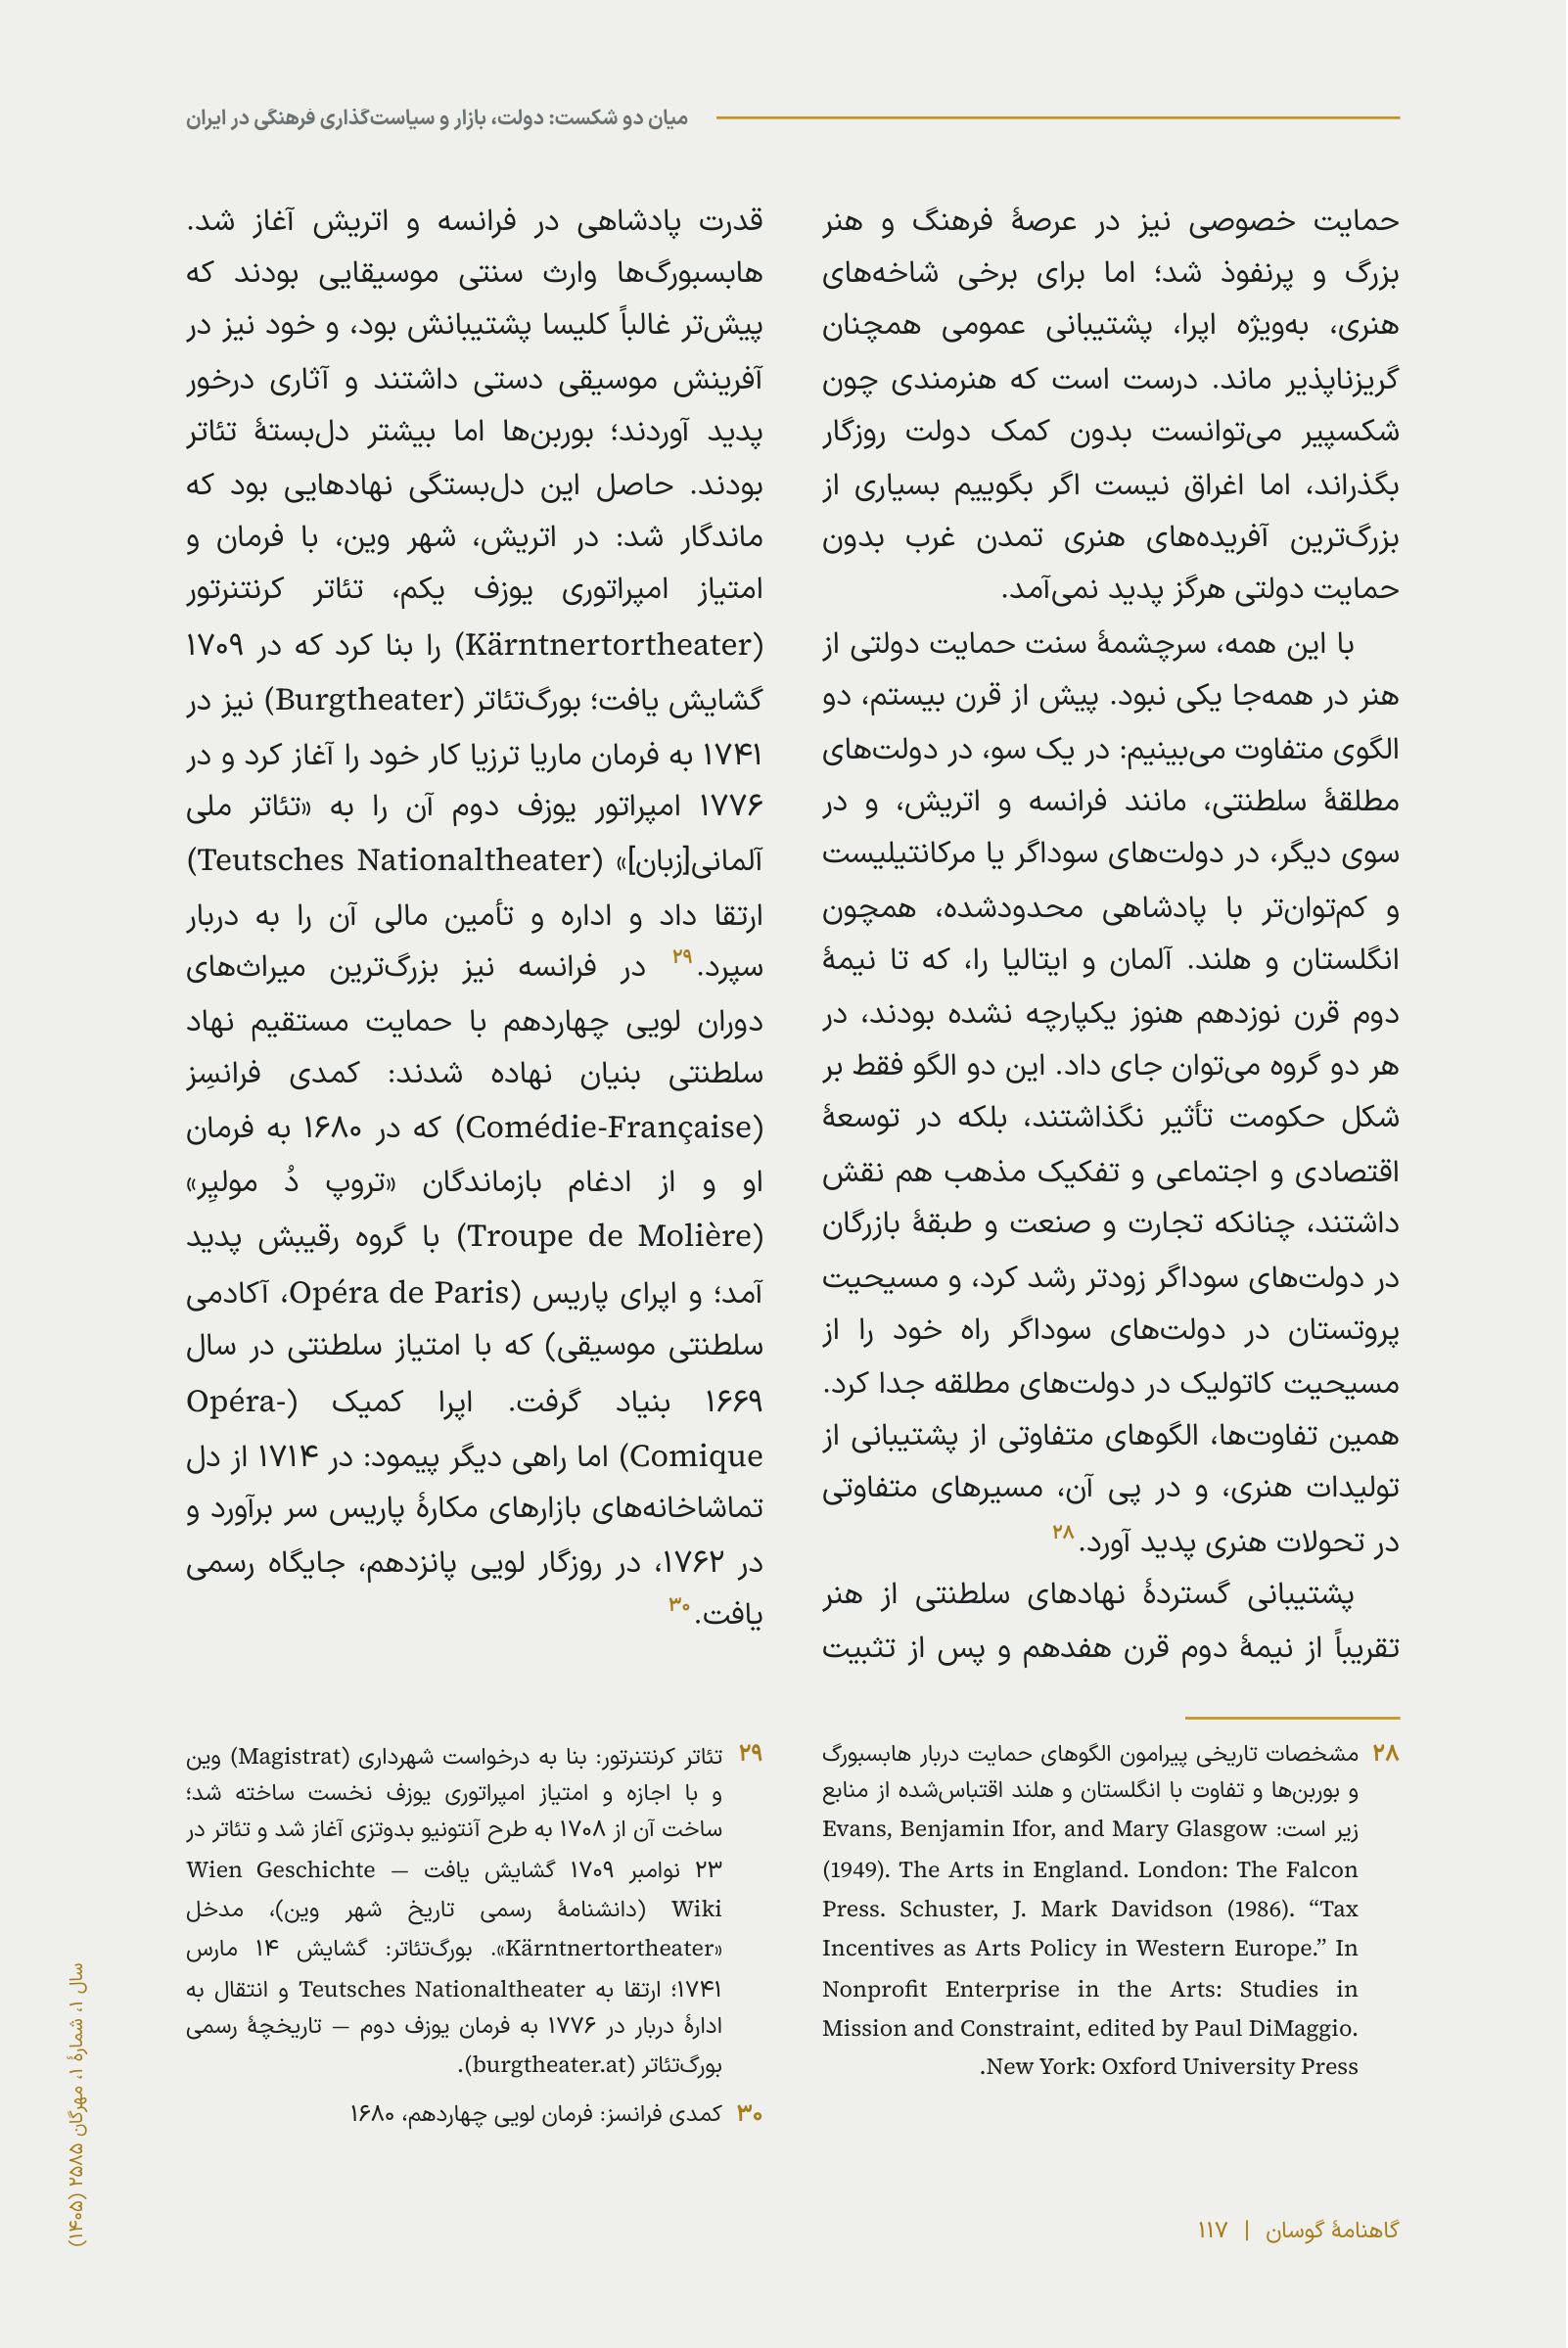 میان دو شکست: دولت، بازار و سیاست‌گذاری فرهنگی در ایران
حمایت خصوصی نیز در عرصهٔ فرهنگ و هنر
بزرگ و پرنفوذ شد؛ اما برای برخی شاخه‌های
هنری، به‌ویژه اپرا، پشتیبانی عمومی همچنان
گریزناپذیر ماند. درست است که هنرمندی چون
شکسپیر می‌توانست بدون کمک دولت روزگار
بگذراند، اما اغراق نیست اگر بگوییم بسیاری از
بزرگ‌ترین آفریده‌های هنری تمدن غرب بدون
حمایت دولتی هرگز پدید نمی‌آمد.
با این همه، سرچشمهٔ سنت حمایت دولتی از
هنر در همه‌جا یکی نبود. پیش از قرن بیستم، دو
الگوی متفاوت می‌بینیم: در یک سو، در دولت‌های
مطلقهٔ سلطنتی، مانند فرانسه و اتریش، و در
سوی دیگر، در دولت‌های سوداگر یا مرکانتیلیست
و کم‌توان‌تر با پادشاهی محدودشده، همچون
انگلستان و هلند. آلمان و ایتالیا را، که تا نیمهٔ
دوم قرن نوزدهم هنوز یکپارچه نشده بودند، در
هر دو گروه می‌توان جای داد. این دو الگو فقط بر
شکل حکومت تأثیر نگذاشتند، بلکه در توسعهٔ
اقتصادی و اجتماعی و تفکیک مذهب هم نقش
داشتند، چنانکه تجارت و صنعت و طبقهٔ بازرگان
در دولت‌های سوداگر زودتر رشد کرد، و مسیحیت
پروتستان در دولت‌های سوداگر راه خود را از
مسیحیت کاتولیک در دولت‌های مطلقه جدا کرد.
همین تفاوت‌ها، الگوهای متفاوتی از پشتیبانی از
تولیدات هنری، و در پی آن، مسیرهای متفاوتی
در تحولات هنری پدید آورد.۲۸
پشتیبانی گستردهٔ نهادهای سلطنتی از هنر
تقریباً از نیمهٔ دوم قرن هفدهم و پس از تثبیت
قدرت پادشاهی در فرانسه و اتریش آغاز شد.
هابسبورگ‌ها وارث سنتی موسیقایی بودند که
پیش‌تر غالباً کلیسا پشتیبانش بود، و خود نیز در
آفرینش موسیقی دستی داشتند و آثاری درخور
پدید آوردند؛ بوربن‌ها اما بیشتر دل‌بستهٔ تئاتر
بودند. حاصل این دل‌بستگی نهادهایی بود که
ماندگار شد: در اتریش، شهر وین، با فرمان و
امتیاز امپراتوری یوزف یکم، تئاتر کرنتنرتور
(Kärntnertortheater) را بنا کرد که در ۱۷۰۹
گشایش یافت؛ بورگ‌تئاتر (Burgtheater) نیز در
۱۷۴۱ به فرمان ماریا ترزیا کار خود را آغاز کرد و در
۱۷۷۶ امپراتور یوزف دوم آن را به «تئاتر ملی
آلمانی[زبان]» (Teutsches Nationaltheater)
ارتقا داد و اداره و تأمین مالی آن را به دربار
سپرد.۲۹ در فرانسه نیز بزرگ‌ترین میراث‌های
دوران لویی چهاردهم با حمایت مستقیم نهاد
سلطنتی بنیان نهاده شدند: کمدی فرانسِز
(Comédie-Française) که در ۱۶۸۰ به فرمان
او و از ادغام بازماندگان «تروپ دُ مولیِر»
(Troupe de Molière) با گروه رقیبش پدید
آمد؛ و اپرای پاریس (Opéra de Paris، آکادمی
سلطنتی موسیقی) که با امتیاز سلطنتی در سال
۱۶۶۹ بنیاد گرفت. اپرا کمیک (Opéra-
Comique) اما راهی دیگر پیمود: در ۱۷۱۴ از دل
تماشاخانه‌های بازارهای مکارهٔ پاریس سر برآورد و
در ۱۷۶۲، در روزگار لویی پانزدهم، جایگاه رسمی
یافت.۳۰
۲۸ مشخصات تاریخی پیرامون الگوهای حمایت دربار هابسبورگ
و بوربن‌ها و تفاوت با انگلستان و هلند اقتباس‌شده از منابع
زیر است: Evans, Benjamin Ifor, and Mary Glasgow
(1949). The Arts in England. London: The Falcon
Press. Schuster, J. Mark Davidson (1986). “Tax
Incentives as Arts Policy in Western Europe.” In
Nonprofit Enterprise in the Arts: Studies in
Mission and Constraint, edited by Paul DiMaggio.
New York: Oxford University Press.
۲۹ تئاتر کرنتنرتور: بنا به درخواست شهرداری (Magistrat) وین
و با اجازه و امتیاز امپراتوری یوزف نخست ساخته شد؛
ساخت آن از ۱۷۰۸ به طرح آنتونیو بدوتزی آغاز شد و تئاتر در
۲۳ نوامبر ۱۷۰۹ گشایش یافت — Wien Geschichte
Wiki (دانشنامهٔ رسمی تاریخ شهر وین)، مدخل
«Kärntnertortheater». بورگ‌تئاتر: گشایش ۱۴ مارس
۱۷۴۱؛ ارتقا به Teutsches Nationaltheater و انتقال به
ادارهٔ دربار در ۱۷۷۶ به فرمان یوزف دوم — تاریخچهٔ رسمی
بورگ‌تئاتر (burgtheater.at).
۳۰ کمدی فرانسز: فرمان لویی چهاردهم، ۱۶۸۰
سال ۱، شمارهٔ ۱، مهرگان ۲۵۸۵ (۱۴۰۵)
گاهنامهٔ گوسان | ۱۱۷